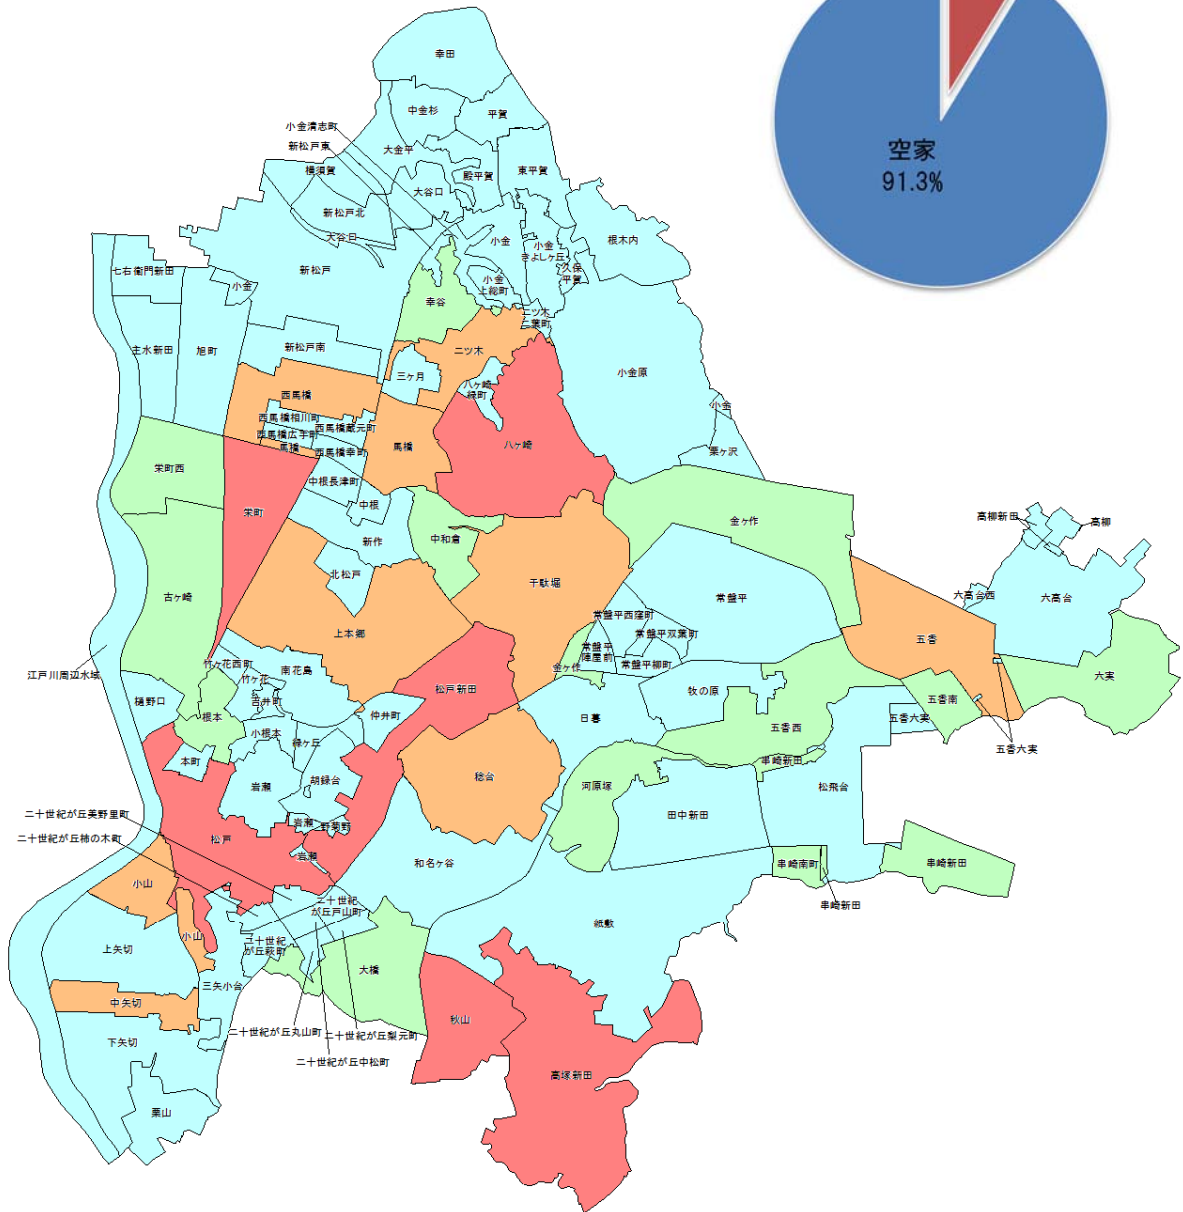 空家
91.3%
幸田
中金杉
平賀
小金清志町
新松戸東
大金平
横須賀
殿平賀
東平賀
大谷口
新松戸北
大谷口
小金
小金
きよしヶ丘
根木内
久保
平賀
新松戸
七右衛門新田
小金
小金
上総町
幸谷
二ツ木
二葉町
主水新田
旭町
新松戸南
二ツ木
三ヶ月
八ヶ崎
緑町
小金原
西馬橋
小金
西馬橋相川町
西馬橋蔵元町
西馬橋広手町
馬橋
西馬橋幸町
馬橋
八ヶ崎
栗ヶ沢
栄町西
中根長津町
中根
栄町
金ヶ作
高柳新田
高柳
新作
中和倉
北松戸
千駄堀
古ヶ崎
常盤平
六高台西
六高台
常盤平西窪町
上本郷
常盤平双葉町
五香
常盤平
陣屋前
常盤平柳町
金ヶ作
江戸川周辺水域
竹ヶ花西町
南花島
竹ヶ花
吉井町
松戸新田
六実
樋野口
根本
仲井町
日暮
牧の原
五香西
五香南
五香六実
五香六実
小根本
緑ヶ丘
本町
岩瀬
胡録台
稔台
串崎新田
河原塚
松飛台
田中新田
二十世紀が丘美野里町
二十世紀が丘柿の木町
松戸
岩瀬
野菊野
岩瀬
和名ヶ谷
串崎南町
串崎新田
串崎新田
小山
二十世紀
が丘戸山町
紙敷
小山
上矢切
二十世紀
が丘萩町
大橋
三矢小台
中矢切
秋山
二十世紀が丘丸山町
二十世紀が丘梨元町
下矢切
二十世紀が丘中松町
高塚新田
栗山